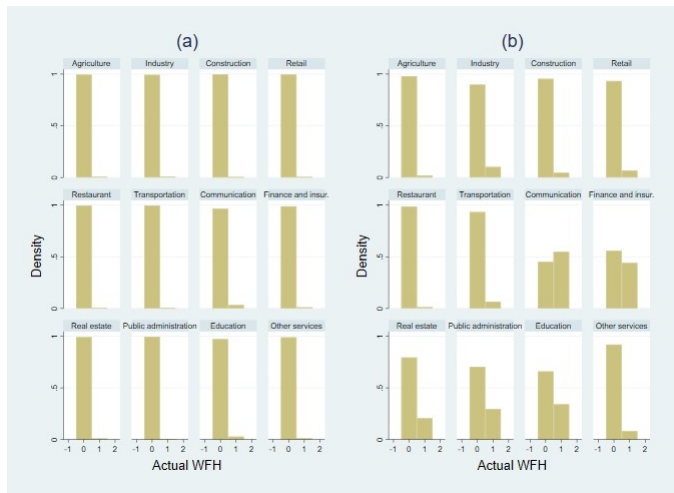 (a)
Agriculture Industry Construction Retail
1
.5
0
Restaurant Transportation Communication Finance and insur.
1
.5
0
Real estate Public administration Education Other services
1
.5
0
-1 0 1 2 -1 0 1 2 -1 0 1 2 -1 0 1 2
Density
Actual WFH
(b)
Agriculture Industry Construction Retail
1
.5
0
Restaurant Transportation Communication Finance and insur.
1
.5
0
Real estate Public administration Education Other services
1
.5
0
-1 0 1 2 -1 0 1 2 -1 0 1 2 -1 0 1 2
Density
Actual WFH